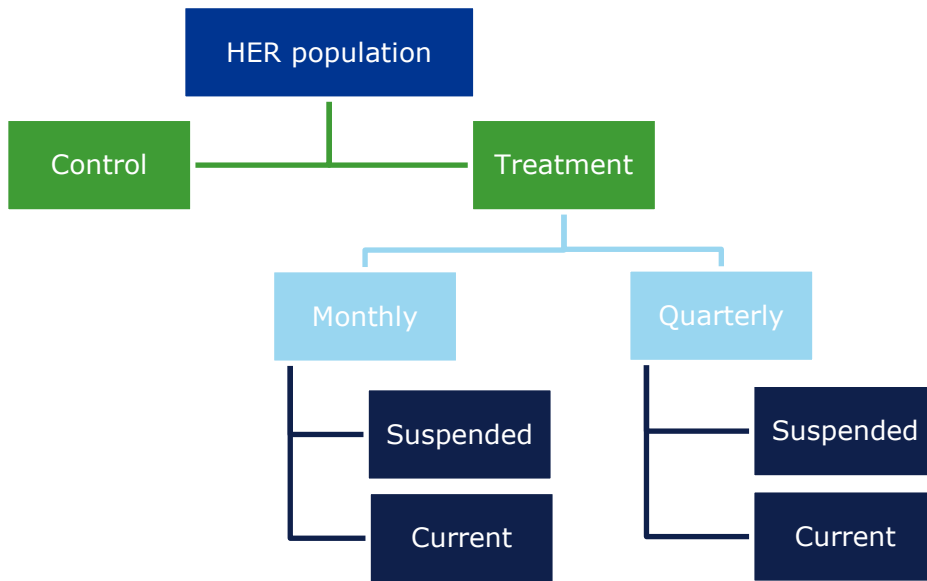 HER population
Control
Treatment
Monthly
Quarterly
Suspended
Suspended
Current
Current